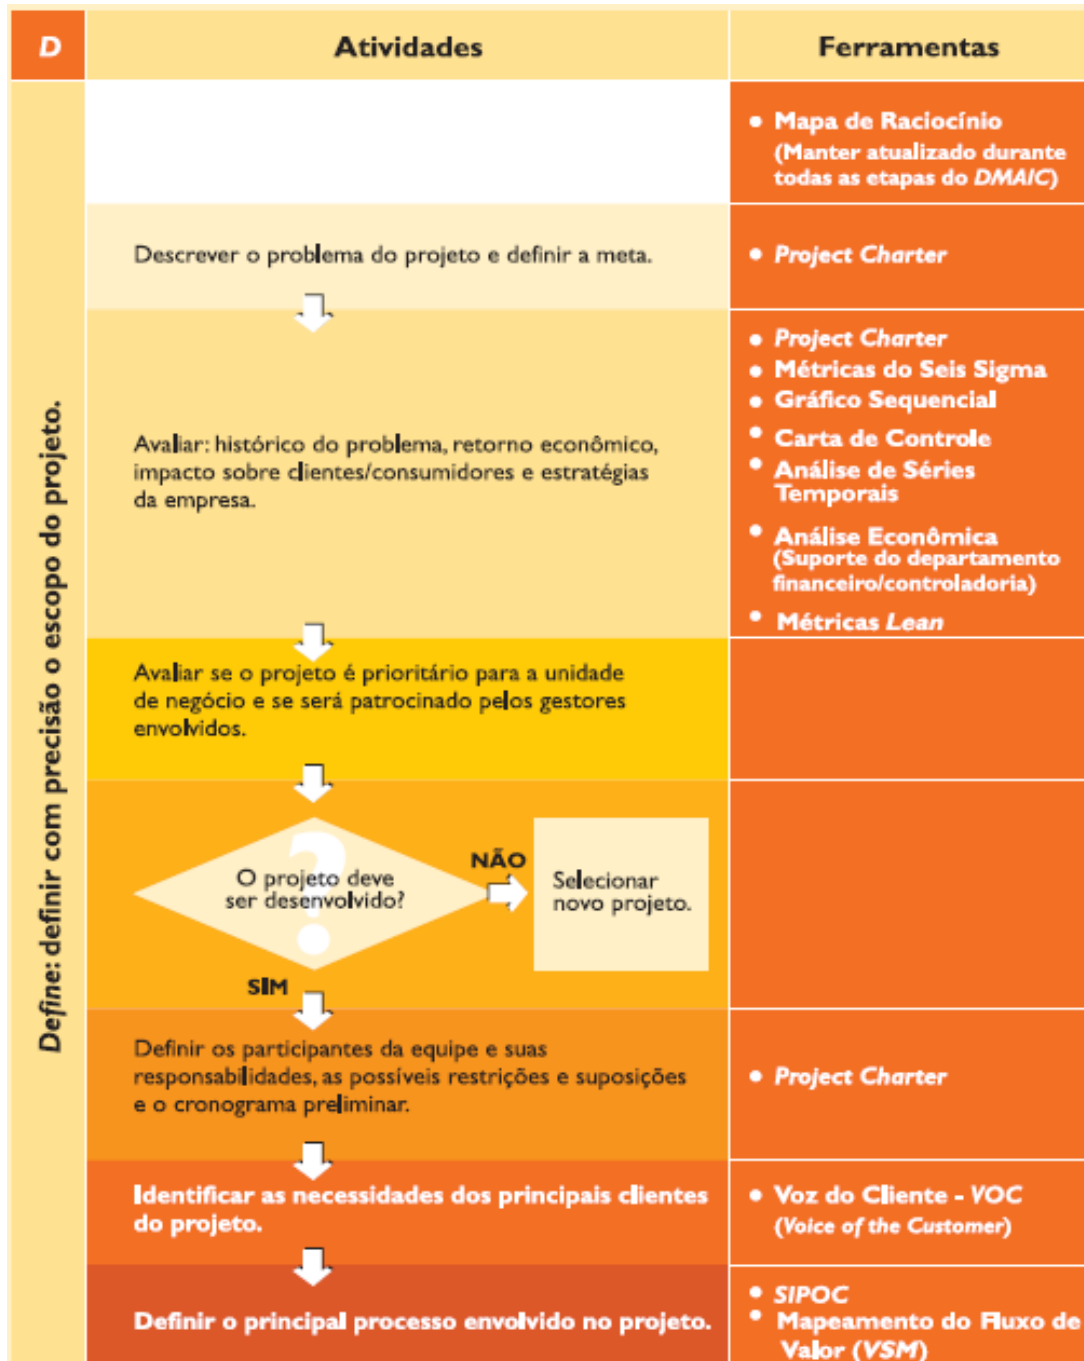 D
Atividades
Ferramentas
Define: definir com precisão o escopo do projeto.
• Mapa de Raciocínio
(Manter atualizado durante
todas as etapas do DMAIC)
Descrever o problema do projeto e definir a meta.
• Project Charter
Avaliar: histórico do problema, retorno econômico,
impacto sobre clientes/consumidores e estratégias
da empresa.
• Project Charter
• Métricas do Seis Sigma
• Gráfico Sequencial
• Carta de Controle
• Análise de Séries
Temporais
• Análise Econômica
(Suporte do departamento
financeiro/controladoria)
• Métricas Lean
Avaliar se o projeto é prioritário para a unidade
de negócio e se será patrocinado pelos gestores
envolvidos.
?
O projeto deve
ser desenvolvido?
NÃO
Selecionar
novo projeto.
SIM
Definir os participantes da equipe e suas
responsabilidades, as possíveis restrições e suposições
e o cronograma preliminar.
• Project Charter
Identificar as necessidades dos principais clientes
do projeto.
• Voz do Cliente - VOC
(Voice of the Customer)
Definir o principal processo envolvido no projeto.
• SIPOC
• Mapeamento do Fluxo de
Valor (VSM)